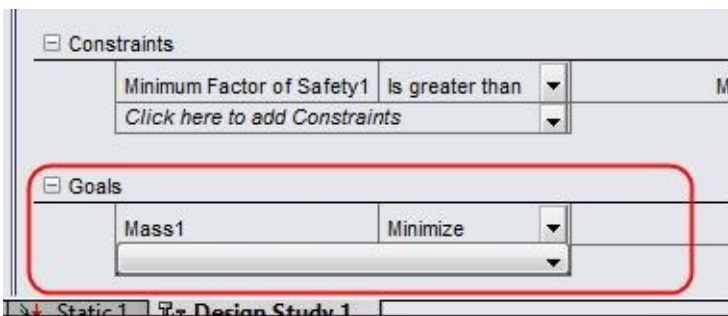 Constraints
Minimum Factor of Safety1 Is greater than M
Click here to add Constraints
Goals
Mass1 Minimize
Static 1 Design Study 1